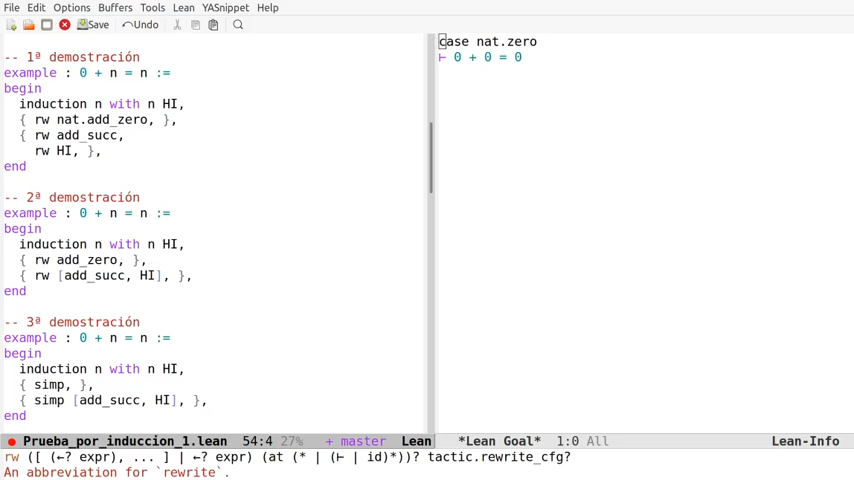 File Edit Options Buffers Tools Lean YASnippet Help
Save Undo
-- 1ª demostración
example : 0 + n = n :=
begin
  induction n with n HI,
  { rw nat.add_zero, },
  { rw add_succ,
    rw HI, },
end
-- 2ª demostración
example : 0 + n = n :=
begin
  induction n with n HI,
  { rw add_zero, },
  { rw [add_succ, HI], },
end
-- 3ª demostración
example : 0 + n = n :=
begin
  induction n with n HI,
  { simp, },
  { simp [add_succ, HI], },
end
Prueba_por_induccion_1.lean 54:4 27% + master Lean
case nat.zero
⊢ 0 + 0 = 0
*Lean Goal* 1:0 All Lean-Info
rw ([ (←? expr), ... ] | ←? expr) (at (* | (⊢ | id)*))? tactic.rewrite_cfg?
An abbreviation for `rewrite`.